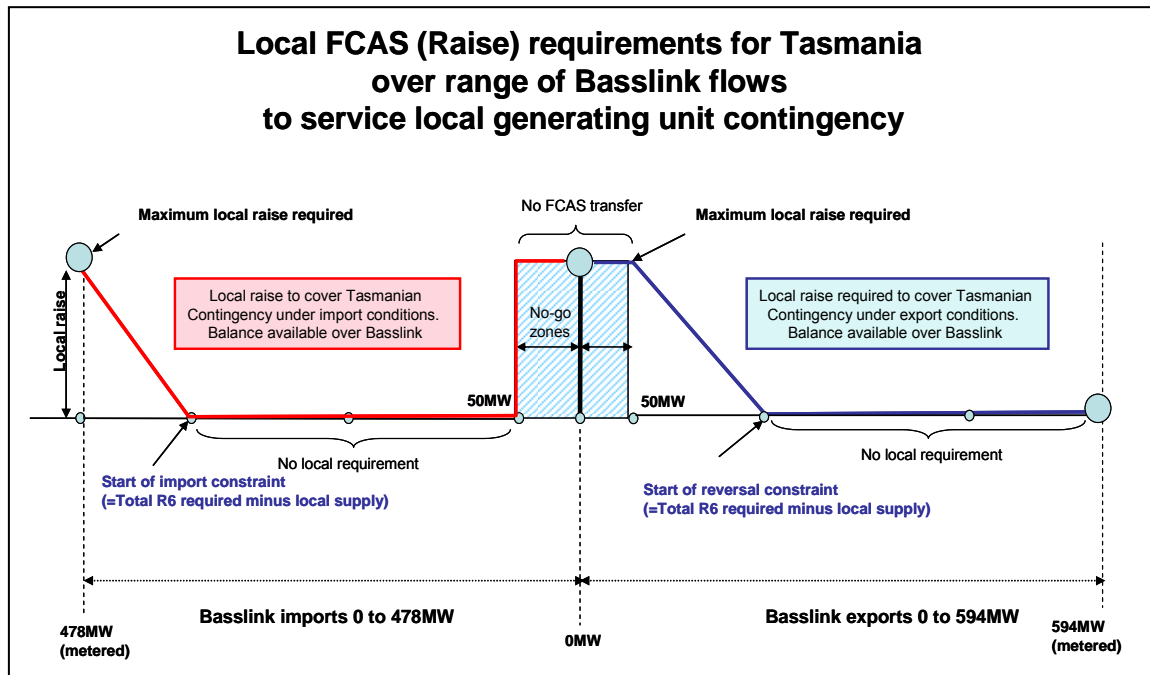 Local FCAS (Raise) requirements for Tasmania
over range of Basslink flows
to service local generating unit contingency
No FCAS transfer
Maximum local raise required
Maximum local raise required
Local raise
Local raise to cover Tasmanian
Contingency under import conditions.
Balance available over Basslink
No-go
zones
Local raise required to cover Tasmanian
Contingency under export conditions.
Balance available over Basslink
50MW
50MW
No local requirement
No local requirement
Start of import constraint
(=Total R6 required minus local supply)
Start of reversal constraint
(=Total R6 required minus local supply)
Basslink imports 0 to 478MW
Basslink exports 0 to 594MW
478MW
(metered)
0MW
594MW
(metered)